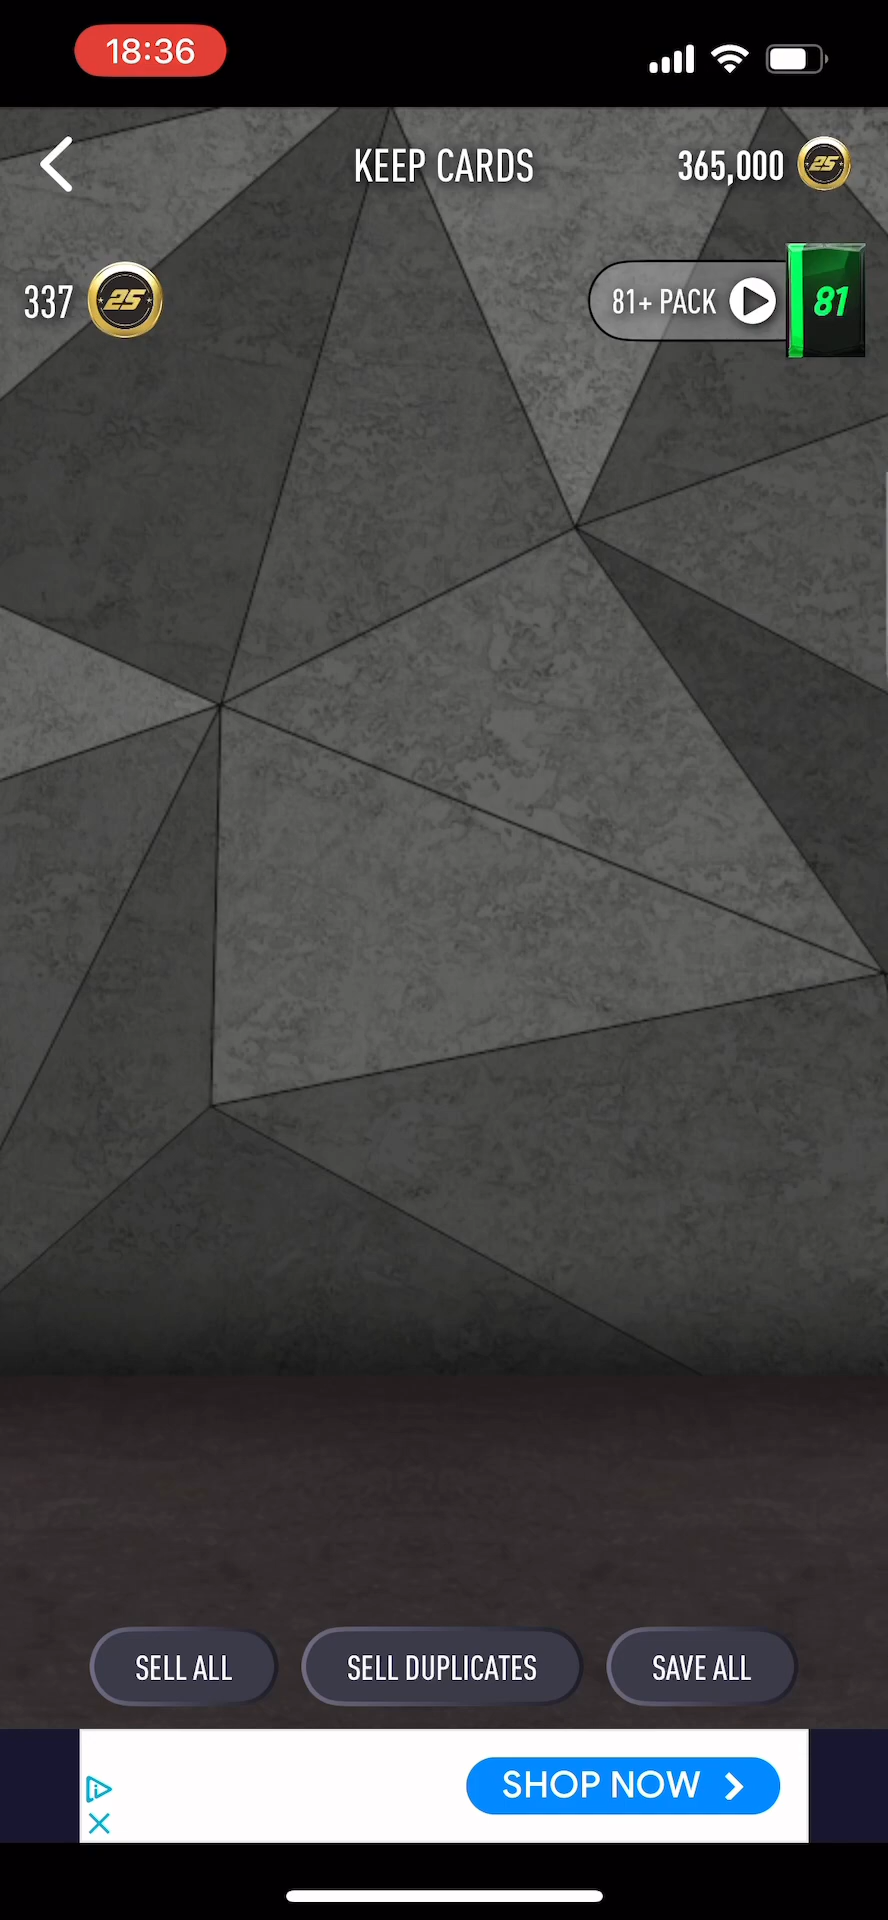 18:36
KEEP CARDS
365,000 25
337 25
81+ PACK
81
SELL ALL
SELL DUPLICATES
SAVE ALL
SHOP NOW